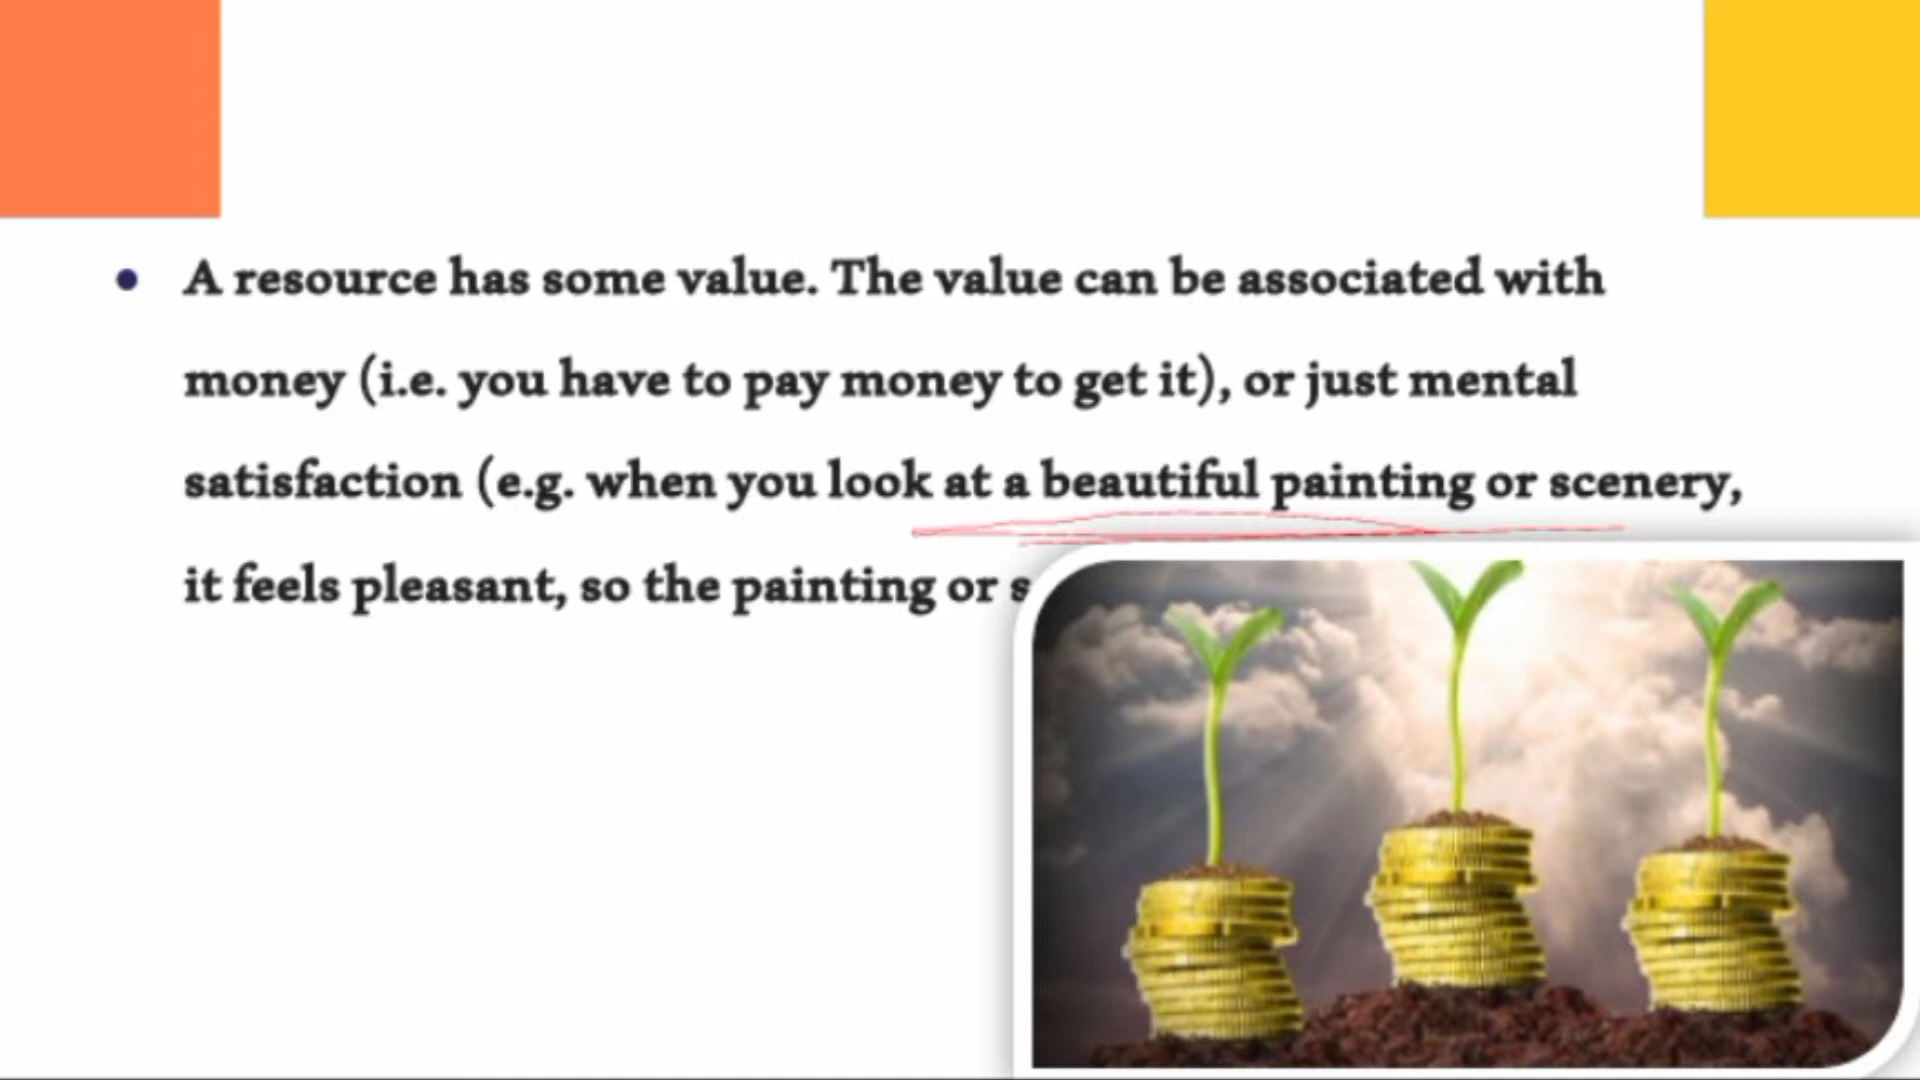 A resource has some value. The value can be associated with
money (i.e. you have to pay money to get it), or just mental
satisfaction (e.g. when you look at a beautiful painting or scenery,
it feels pleasant, so the painting or